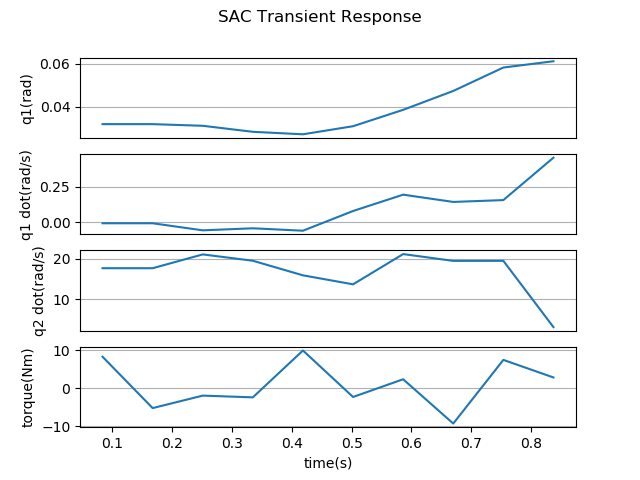 SAC Transient Response
0.06
0.04
q1(rad)
0.25
0.00
q1 dot(rad/s)
20
10
q2 dot(rad/s)
10
0
−10
torque(Nm)
0.1 0.2 0.3 0.4 0.5 0.6 0.7 0.8
time(s)